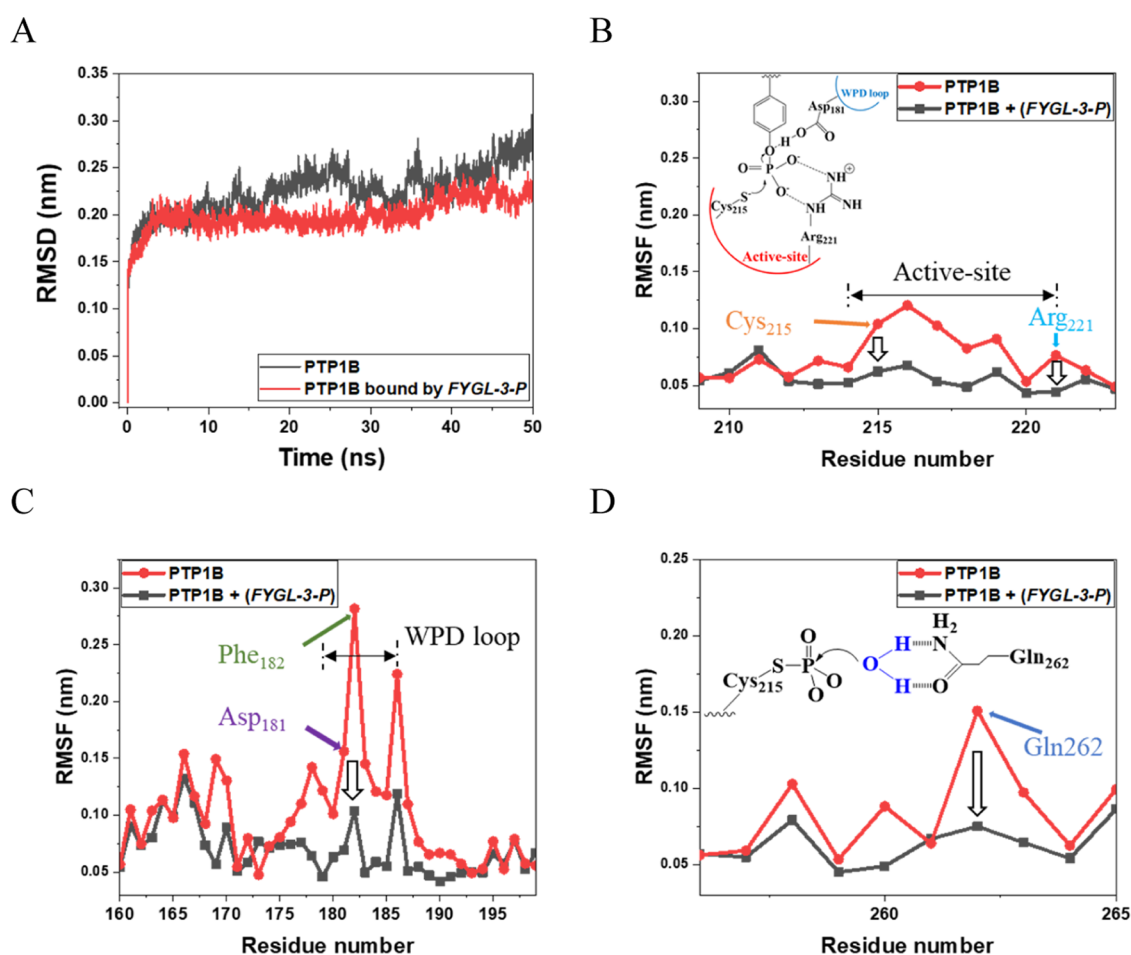 A
RMSD (nm)
0.35
0.30
0.25
0.20
0.15
0.10
0.05
0.00
PTP1B
PTP1B bound by FYGL-3-P
0
10
20
30
40
50
Time (ns)
B
RMSF (nm)
0.30
0.25
0.20
0.15
0.10
0.05
PTP1B
PTP1B + (FYGL-3-P)
WPD loop
Asp181
H
O
O
O
O=P
O-
O-
S
Cys215
NH
+
NH
NH
Arg221
Active-site
Active-site
Cys215
Arg221
210
215
220
Residue number
C
RMSF (nm)
0.30
0.25
0.20
0.15
0.10
0.05
PTP1B
PTP1B + (FYGL-3-P)
Phe182
WPD loop
Asp181
160
165
170
175
180
185
190
195
Residue number
D
RMSF (nm)
0.25
0.20
0.15
0.10
0.05
PTP1B
PTP1B + (FYGL-3-P)
O
S-P
O
O
Cys215
O
H
H
H2
N
O
Gln262
Gln262
260
265
Residue number